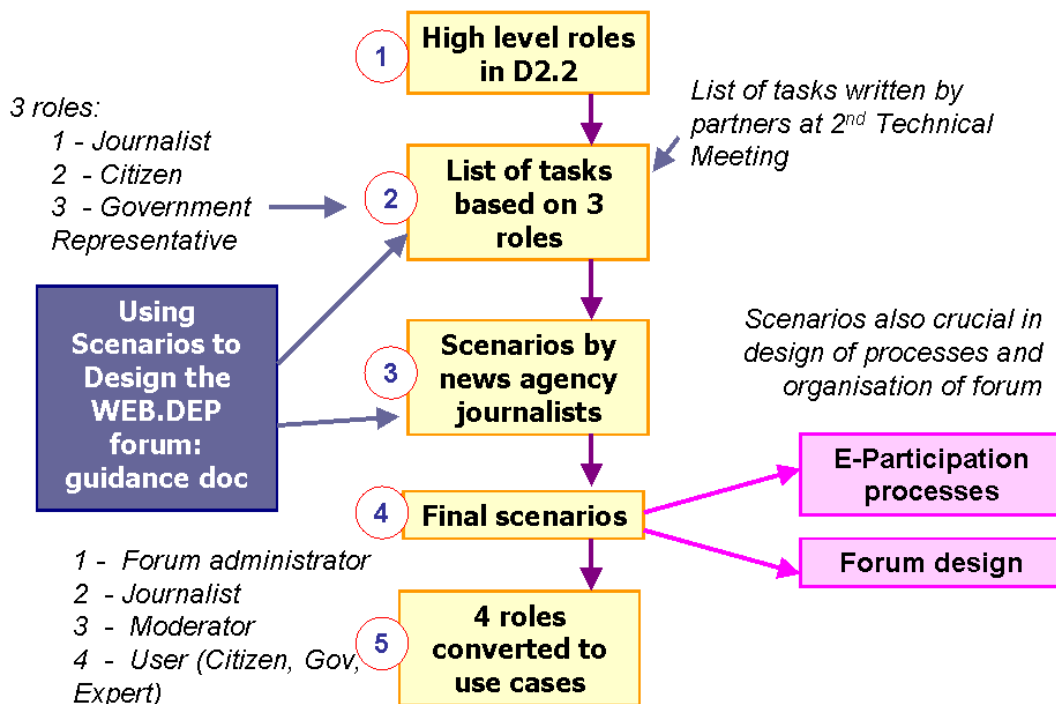 1
High level roles
in D2.2
3 roles:
1 - Journalist
2 - Citizen
3 - Government
Representative
List of tasks written by
partners at 2nd Technical
Meeting
2
List of tasks
based on 3
roles
Using
Scenarios to
Design the
WEB.DEP
forum:
guidance doc
3
Scenarios by
news agency
journalists
Scenarios also crucial in
design of processes and
organisation of forum
E-Participation
processes
4
Final scenarios
Forum design
1 - Forum administrator
2 - Journalist
3 - Moderator
4 - User (Citizen, Gov,
Expert)
5
4 roles
converted to
use cases